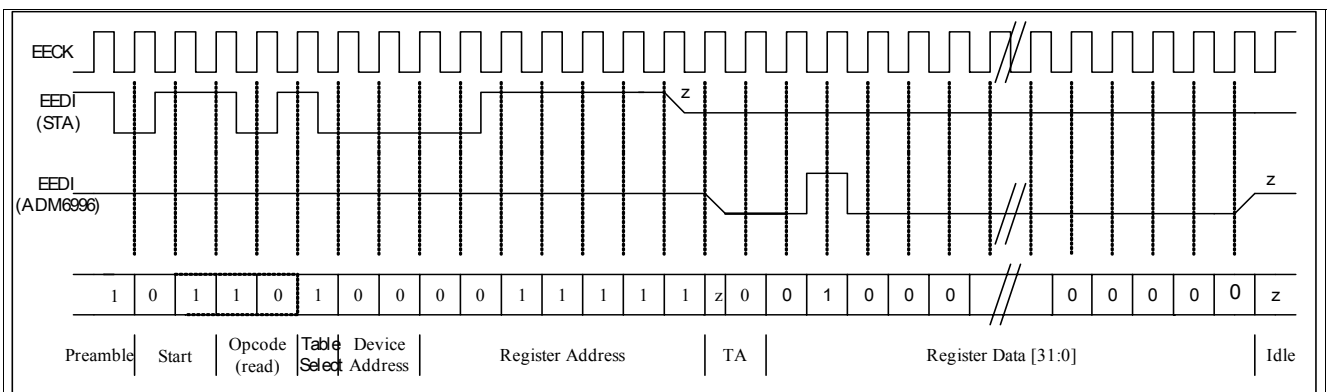 EECK
EEDI
(STA)
z
EEDI
(ADM6996)
z
1 0 1 1 0 1 0 0 0 0 1 1 1 1 1 z 0 0 1 0 0 0 0 0 0 0 0 z
Preamble Start Opcode (read) Table Select Device Address Register Address TA Register Data [31:0] Idle